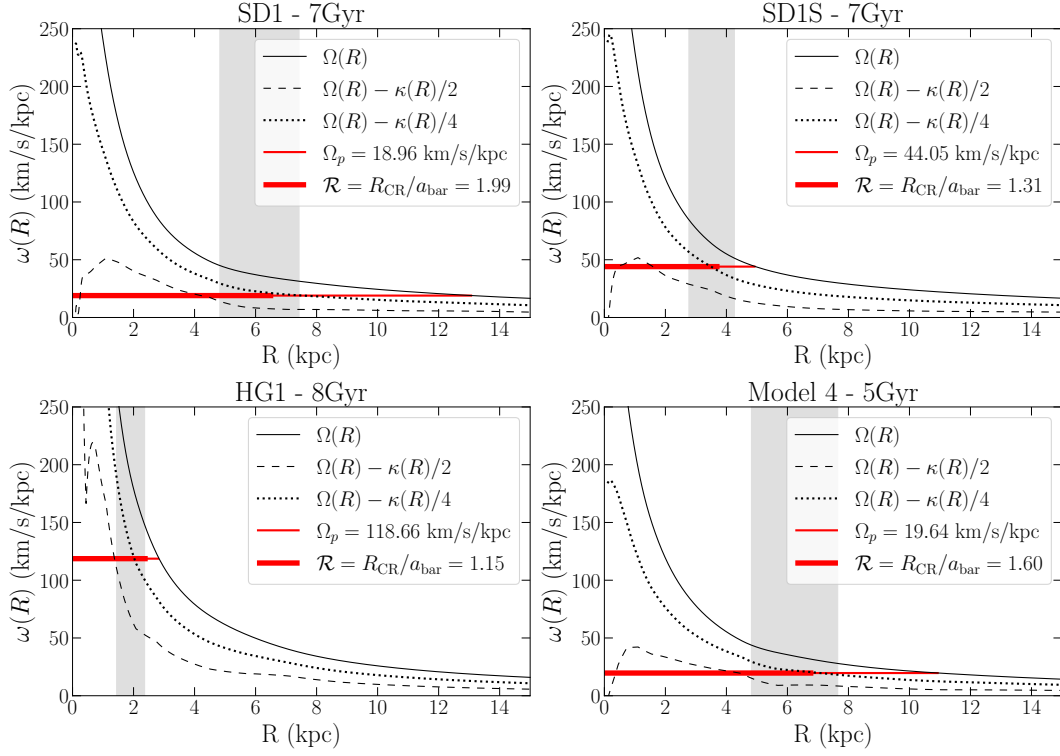 SD1 - 7Gyr
ω(R) (km/s/kpc)
250
200
150
100
50
0
Ω(R)
Ω(R) − κ(R)/2
Ω(R) − κ(R)/4
Ωp = 18.96 km/s/kpc
ℛ = RCR/abar = 1.99
0 2 4 6 8 10 12 14
R (kpc)
SD1S - 7Gyr
ω(R) (km/s/kpc)
250
200
150
100
50
0
Ω(R)
Ω(R) − κ(R)/2
Ω(R) − κ(R)/4
Ωp = 44.05 km/s/kpc
ℛ = RCR/abar = 1.31
0 2 4 6 8 10 12 14
R (kpc)
HG1 - 8Gyr
ω(R) (km/s/kpc)
250
200
150
100
50
0
Ω(R)
Ω(R) − κ(R)/2
Ω(R) − κ(R)/4
Ωp = 118.66 km/s/kpc
ℛ = RCR/abar = 1.15
0 2 4 6 8 10 12 14
R (kpc)
Model 4 - 5Gyr
ω(R) (km/s/kpc)
250
200
150
100
50
0
Ω(R)
Ω(R) − κ(R)/2
Ω(R) − κ(R)/4
Ωp = 19.64 km/s/kpc
ℛ = RCR/abar = 1.60
0 2 4 6 8 10 12 14
R (kpc)